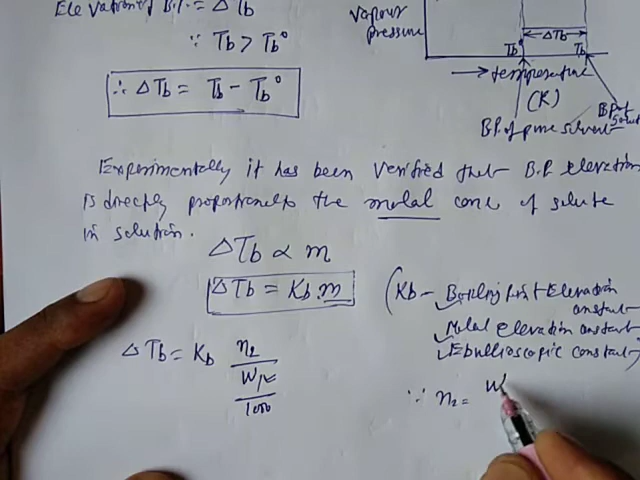 Elevation of B.P. = ΔTb
∵ Tb > Tb°
∴ ΔTb = Tb - Tb°
vapour
pressure
Tb° ΔTb Tb
temperature
(K)
B.P. of pure solvent
B.P. of
Experimentally it has been verified that B.P. elevation
is directly proportional to the molal conc of solute
in solution.
ΔTb ∝ m
ΔTb = Kb.m
(Kb - Boiling Point Elevation
constant
Molal elevation constant
Ebullioscopic constant)
ΔTb = Kb n2
W1
1000
∵ n2 = W